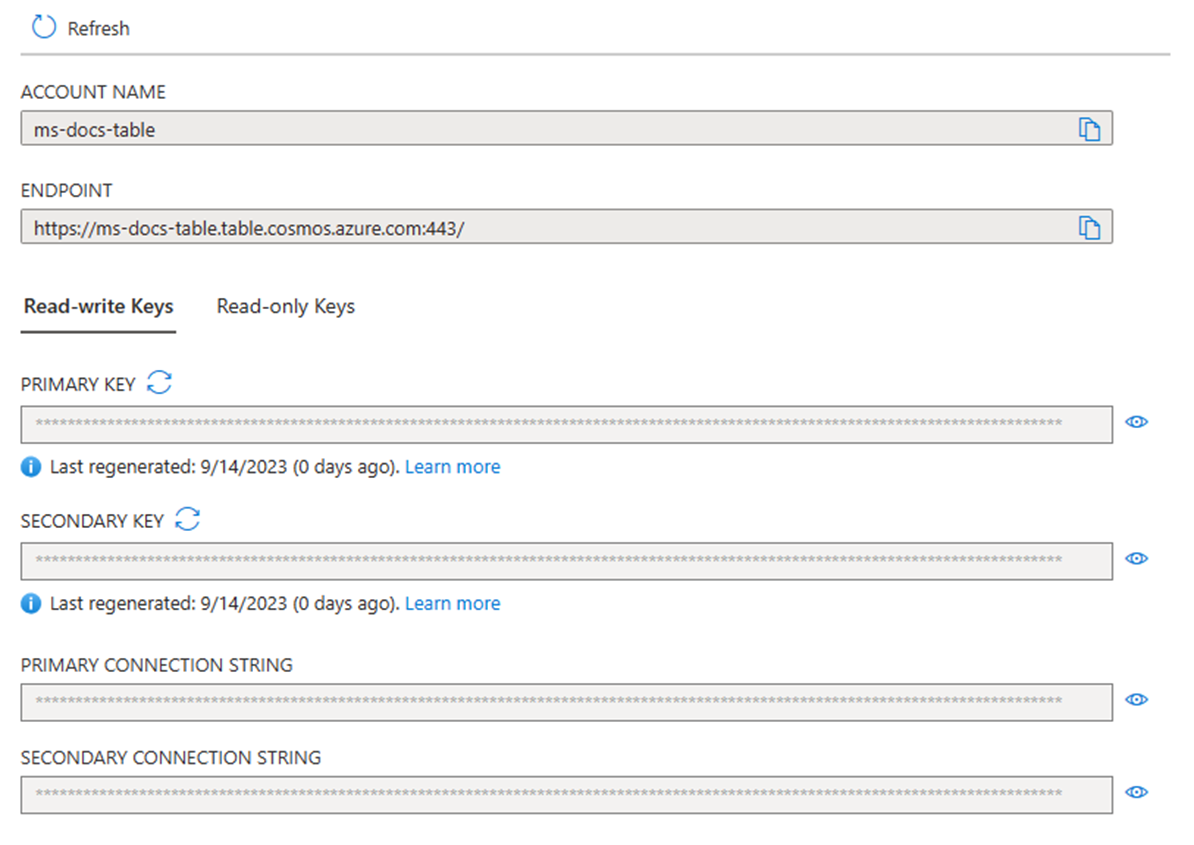 Refresh
ACCOUNT NAME
ms-docs-table
ENDPOINT
https://ms-docs-table.table.cosmos.azure.com:443/
Read-write Keys Read-only Keys
PRIMARY KEY
**********************************************************************************************************************************
Last regenerated: 9/14/2023 (0 days ago). Learn more
SECONDARY KEY
**********************************************************************************************************************************
Last regenerated: 9/14/2023 (0 days ago). Learn more
PRIMARY CONNECTION STRING
**********************************************************************************************************************************
SECONDARY CONNECTION STRING
**********************************************************************************************************************************